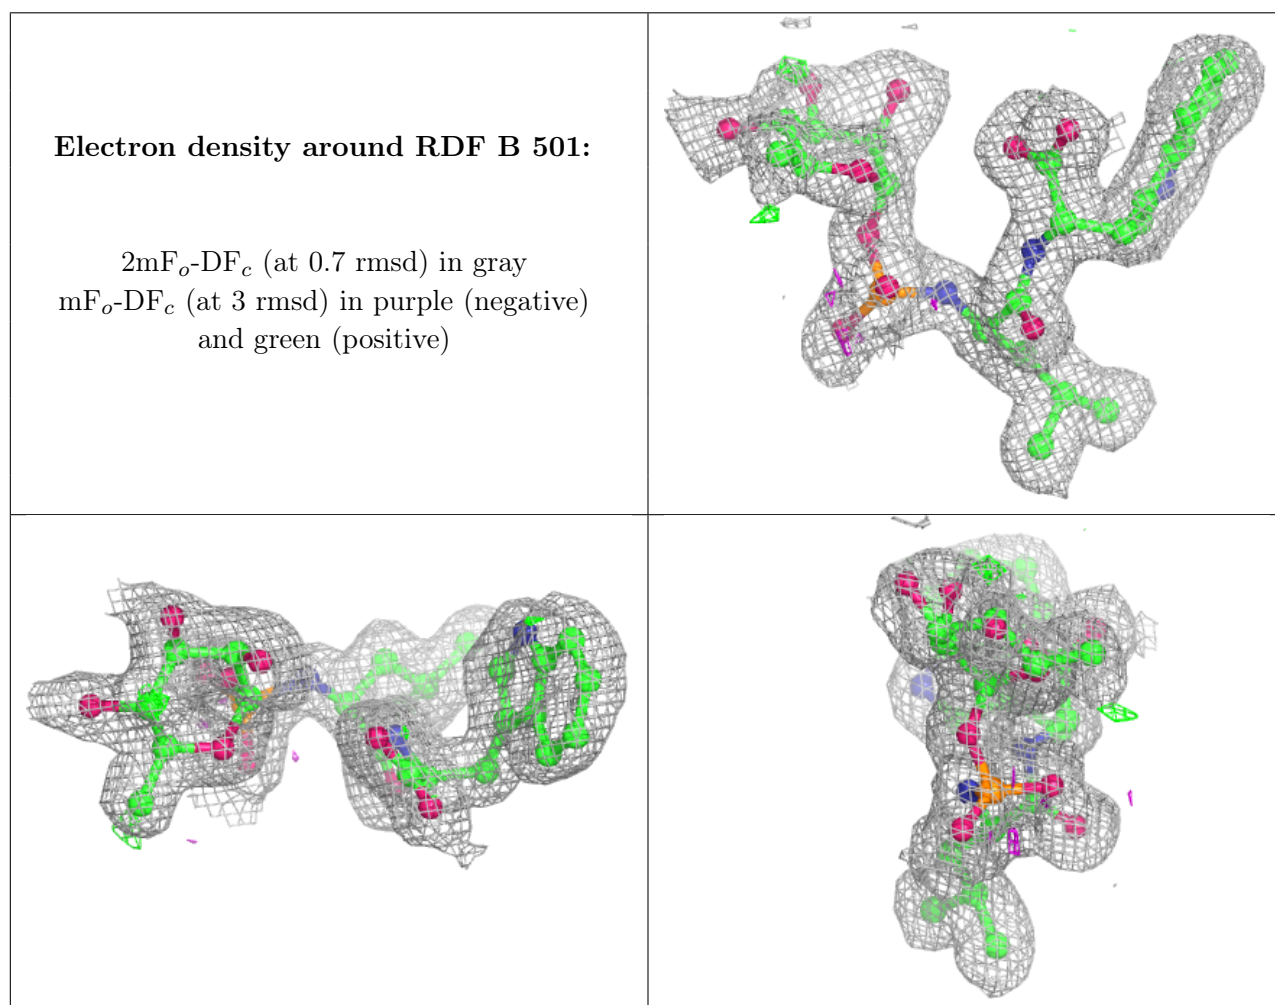 Electron density around RDF B 501:
2mFo-DFc (at 0.7 rmsd) in gray
mFo-DFc (at 3 rmsd) in purple (negative)
and green (positive)